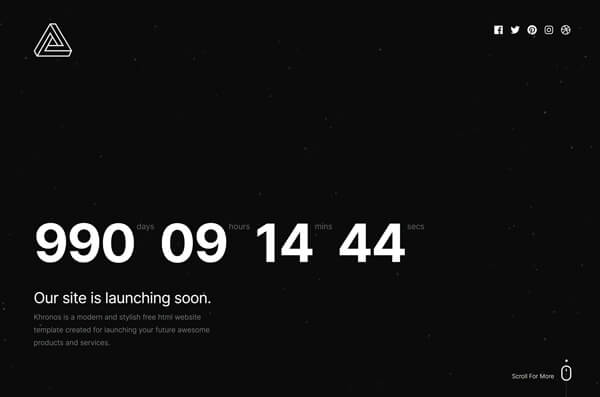 990 days 09 hours 14 mins 44 secs
Our site is launching soon.
Khronos is a modern and stylish free html website
template created for launching your future awesome
products and services.
Scroll For More